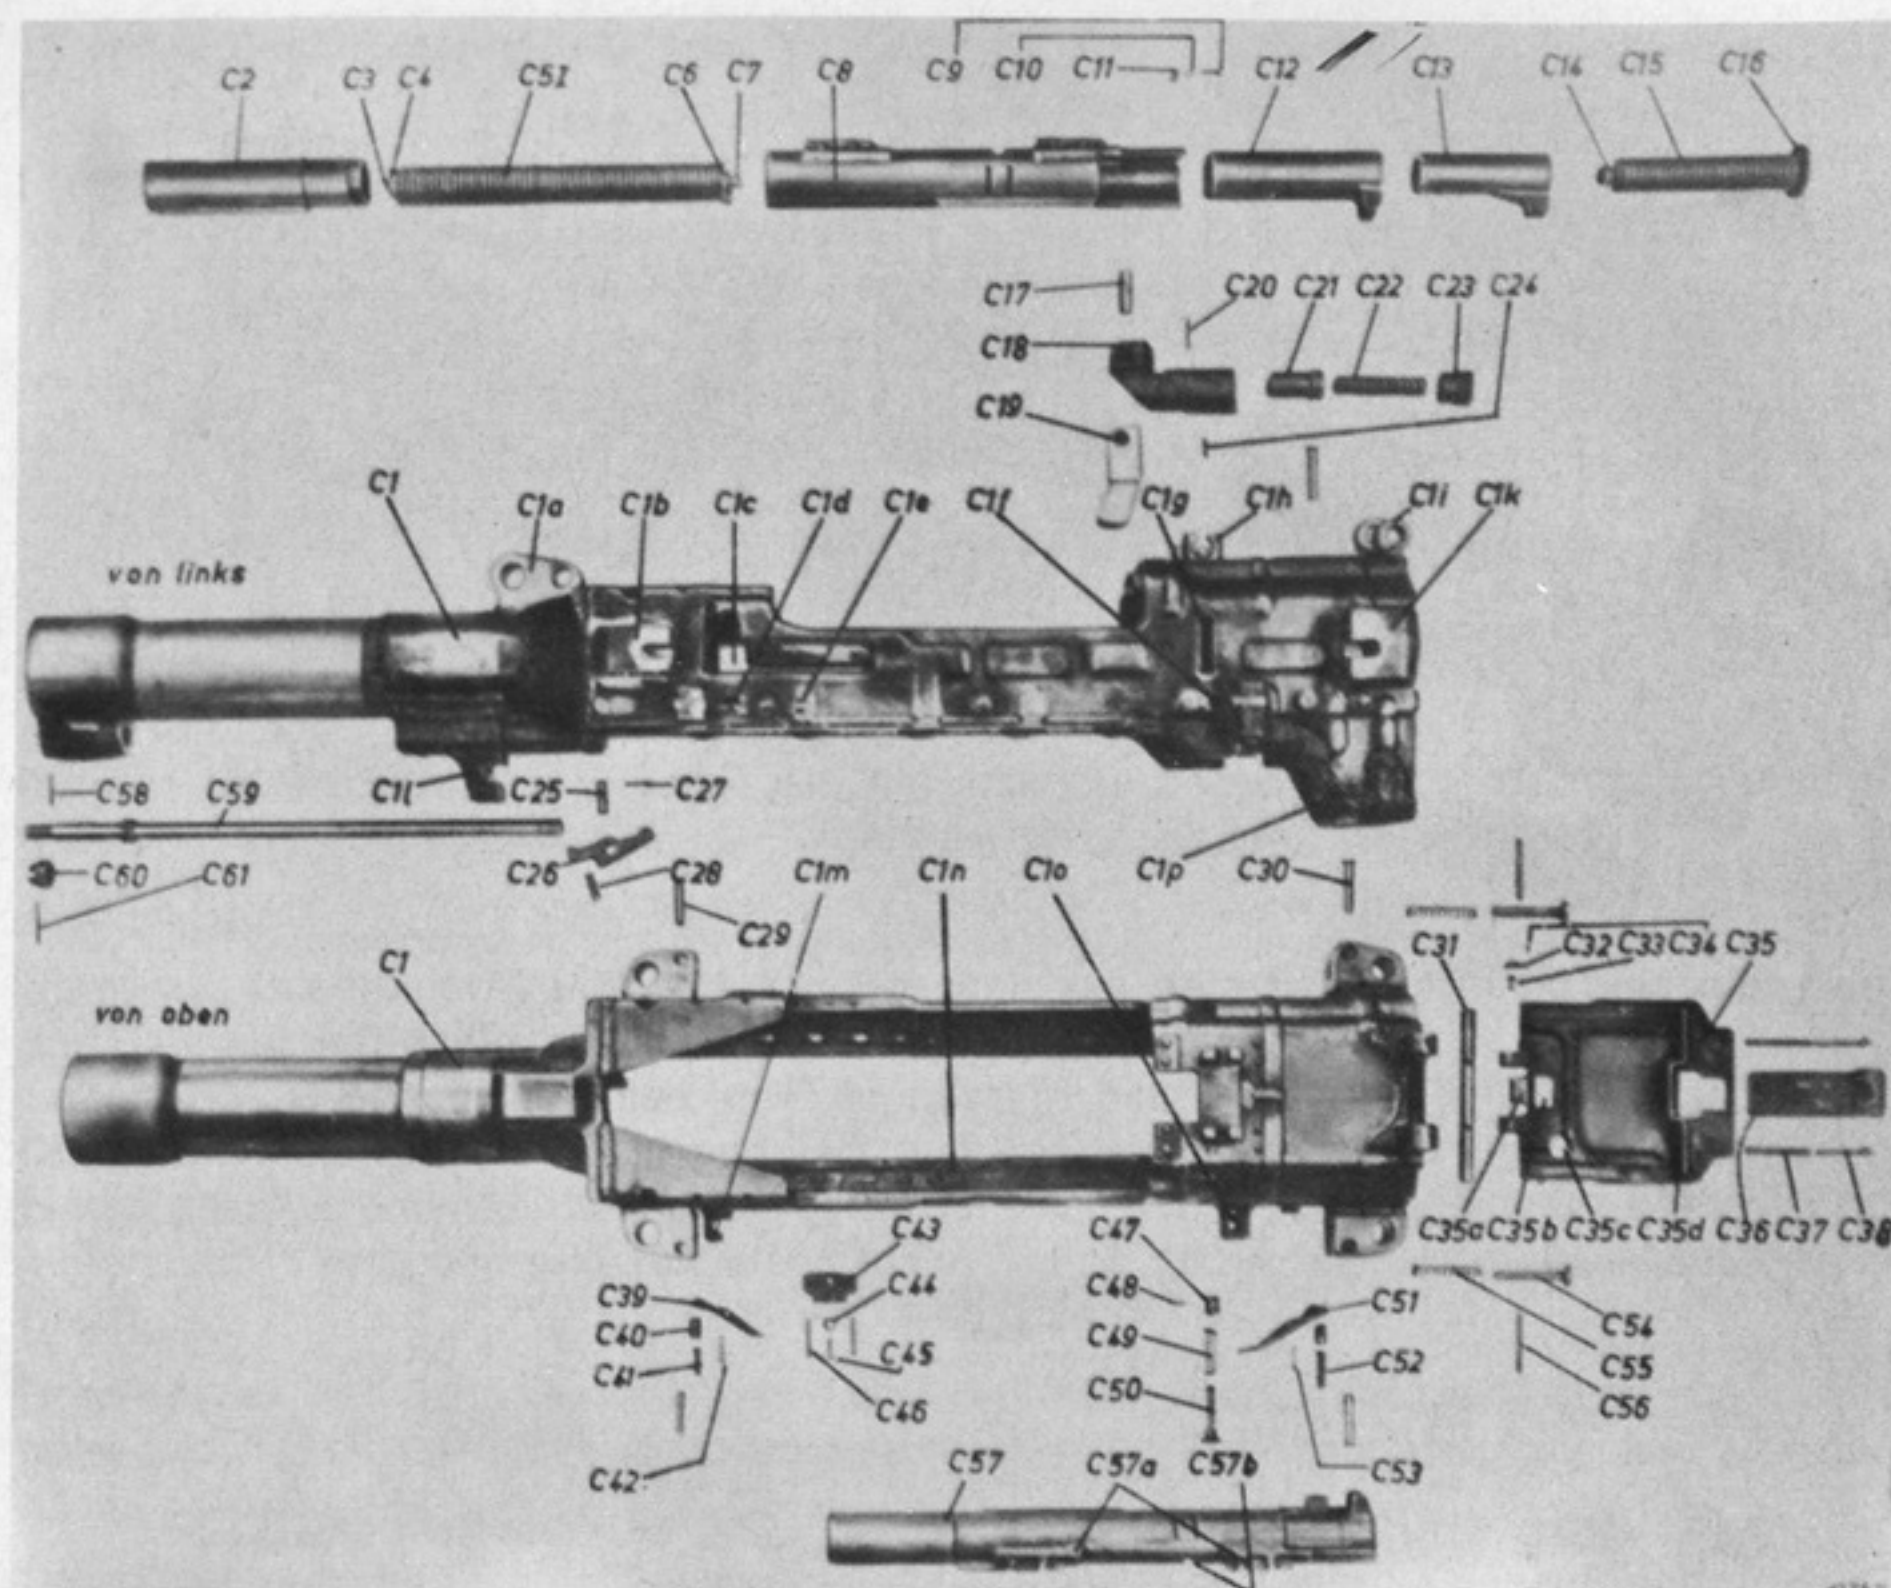 C2 C3 C4 C5I C6 C7 C8 C9 C10 C11 C12 C13 C14 C15 C16
C17 C20 C21 C22 C23 C24
C18
C19
C1 C1a C1b C1c C1d C1e C1f C1g C1h C1i C1k
von links
C58 C59 C1l C25 C27
C60 C61 C26 C28 C1m C1n C1o C1p C30
C29
C1 C31 C32 C33 C34 C35
von oben
C43 C47 C35a C35b C35c C35d C36 C37 C38
C39 C44 C48 C51
C40 C45 C49 C54
C41 C52 C55
C46 C50 C56
C42 C57 C57a C57b C53